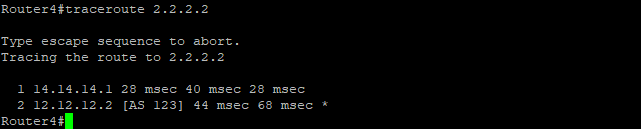 Router4#traceroute 2.2.2.2
Type escape sequence to abort.
Tracing the route to 2.2.2.2
1 14.14.14.1 28 msec 40 msec 28 msec
2 12.12.12.2 [AS 123] 44 msec 68 msec *
Router4#